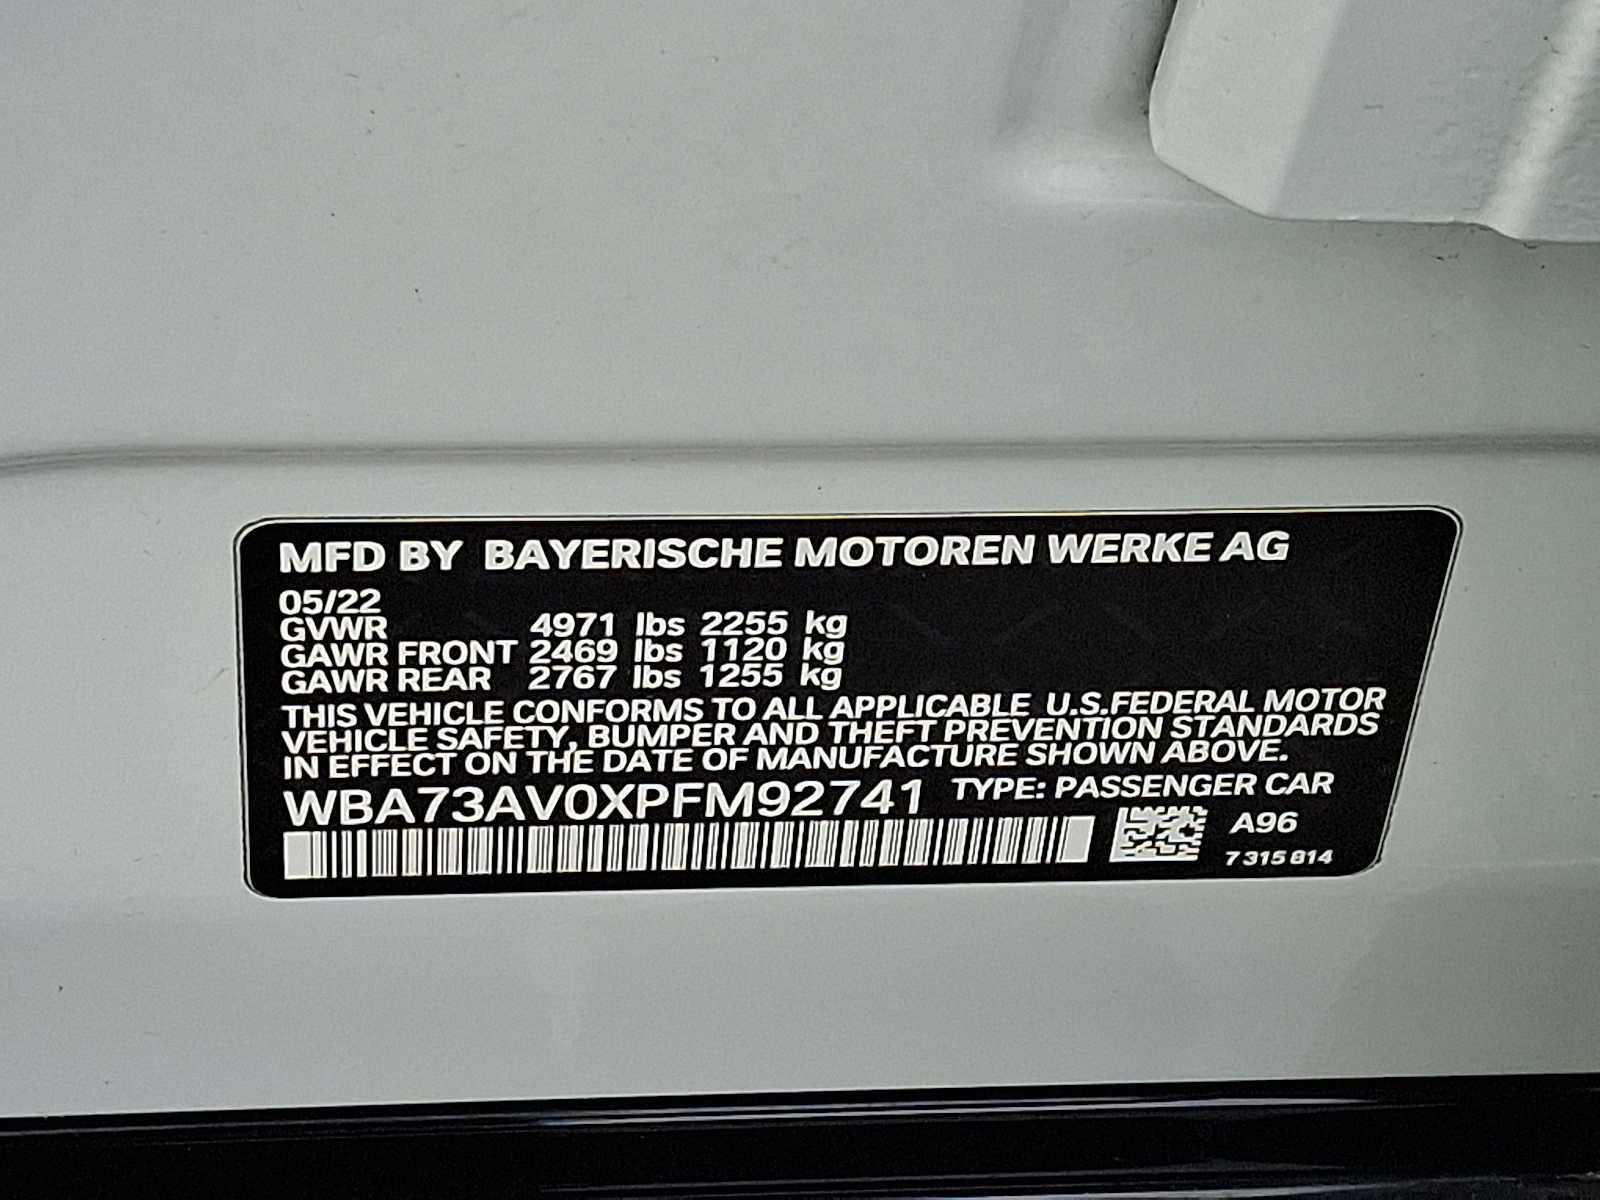 MFD BY BAYERISCHE MOTOREN WERKE AG
05/22
GVWR 4971 lbs 2255 kg
GAWR FRONT 2469 lbs 1120 kg
GAWR REAR 2767 lbs 1255 kg
THIS VEHICLE CONFORMS TO ALL APPLICABLE U.S.FEDERAL MOTOR
VEHICLE SAFETY, BUMPER AND THEFT PREVENTION STANDARDS
IN EFFECT ON THE DATE OF MANUFACTURE SHOWN ABOVE.
WBA73AV0XPFM92741 TYPE: PASSENGER CAR
A96
7 315 814